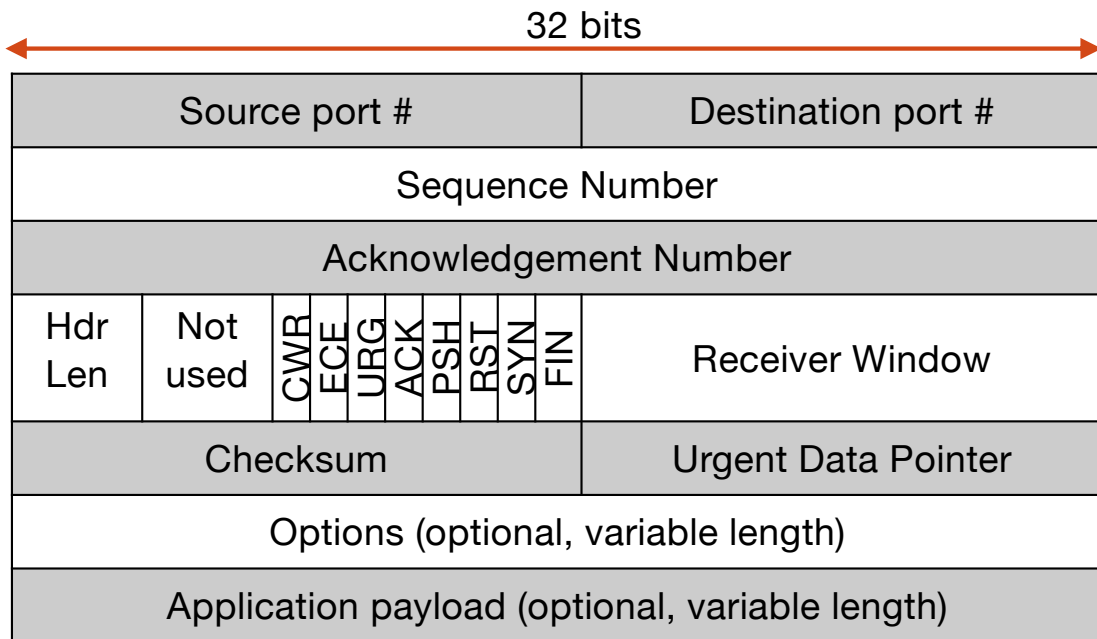 32 bits
Source port #
Destination port #
Sequence Number
Acknowledgement Number
Hdr
Len
Not
used
CWR
ECE
URG
ACK
PSH
RST
SYN
FIN
Receiver Window
Checksum
Urgent Data Pointer
Options (optional, variable length)
Application payload (optional, variable length)